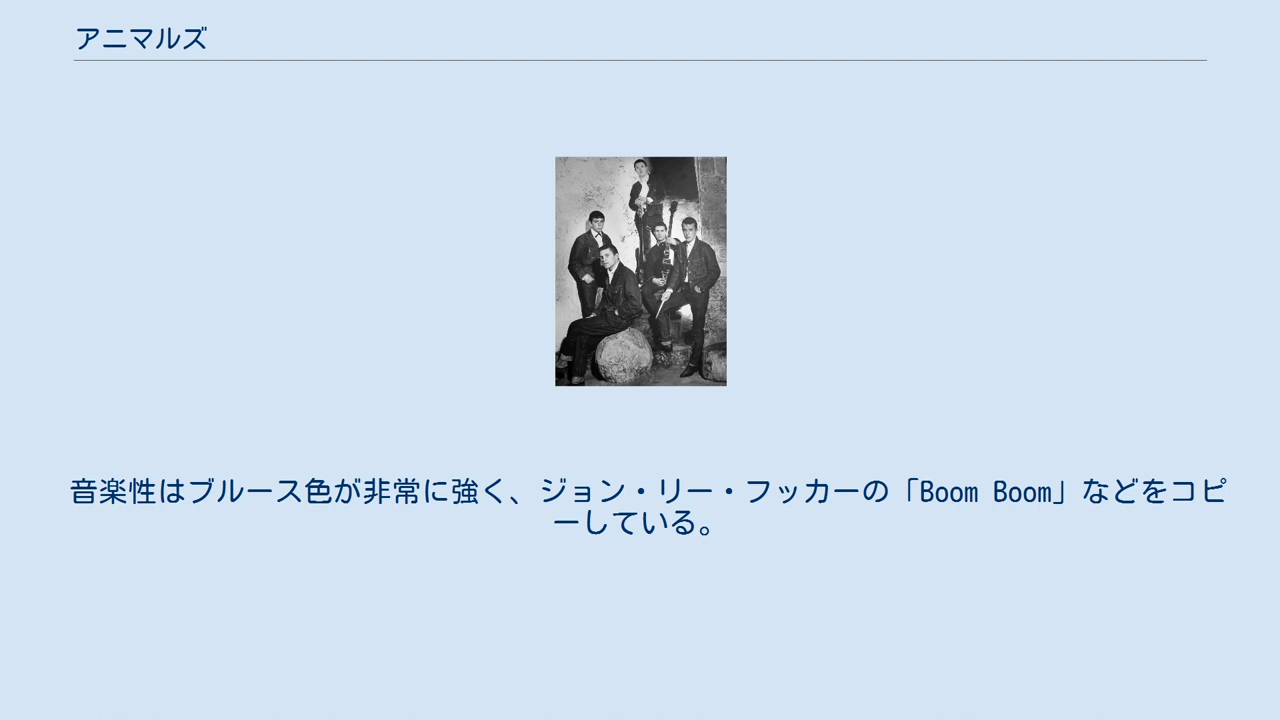 アニマルズ
音楽性はブルース色が非常に強く、ジョン・リー・フッカーの「Boom Boom」などをコピ
ーしている。